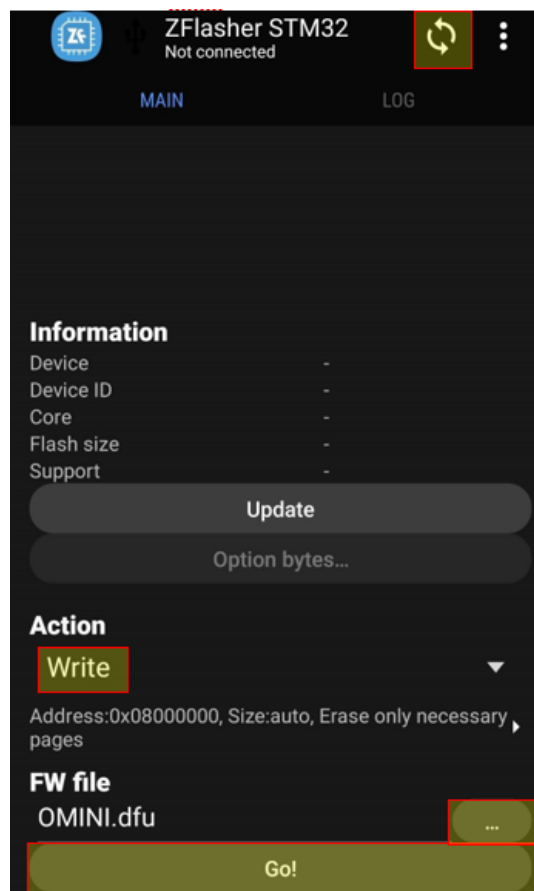 ZF
ZFlasher STM32
Not connected
MAIN
LOG
Information
Device -
Device ID -
Core -
Flash size -
Support -
Update
Option bytes...
Action
Write
Address:0x08000000, Size:auto, Erase only necessary
pages
FW file
OMINI.dfu
...
Go!